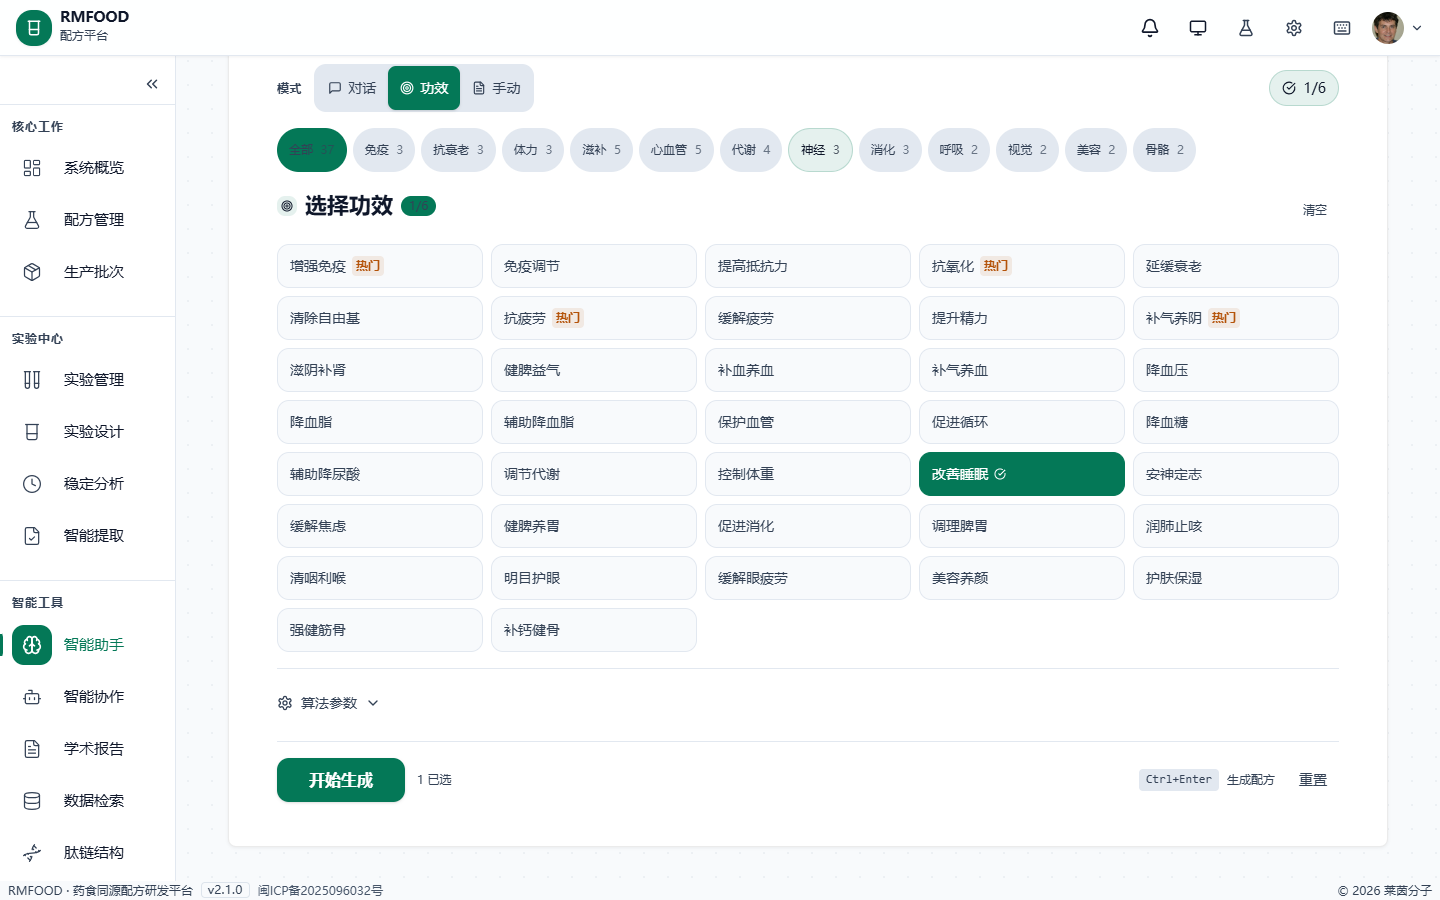 RMFOOD
配方平台
核心工作
系统概览
配方管理
生产批次
实验中心
实验管理
实验设计
稳定分析
智能提取
智能工具
智能助手
智能协作
学术报告
数据检索
肽链结构
模式 对话 功效 手动 1/6
全部 37 免疫 3 抗衰老 3 体力 3 滋补 5 心血管 5 代谢 4 神经 3 消化 3 呼吸 2 视觉 2 美容 2 骨骼 2
选择功效 1/6 清空
增强免疫 热门 免疫调节 提高抵抗力 抗氧化 热门 延缓衰老
清除自由基 抗疲劳 热门 缓解疲劳 提升精力 补气养阴 热门
滋阴补肾 健脾益气 补血养血 补气养血 降血压
降血脂 辅助降血脂 保护血管 促进循环 降血糖
辅助降尿酸 调节代谢 控制体重 改善睡眠 安神定志
缓解焦虑 健脾养胃 促进消化 调理脾胃 润肺止咳
清咽利喉 明目护眼 缓解眼疲劳 美容养颜 护肤保湿
强健筋骨 补钙健骨
算法参数
开始生成 1 已选 Ctrl+Enter 生成配方 重置
RMFOOD · 药食同源配方研发平台 v2.1.0 闽ICP备2025096032号 © 2026 莱茵分子